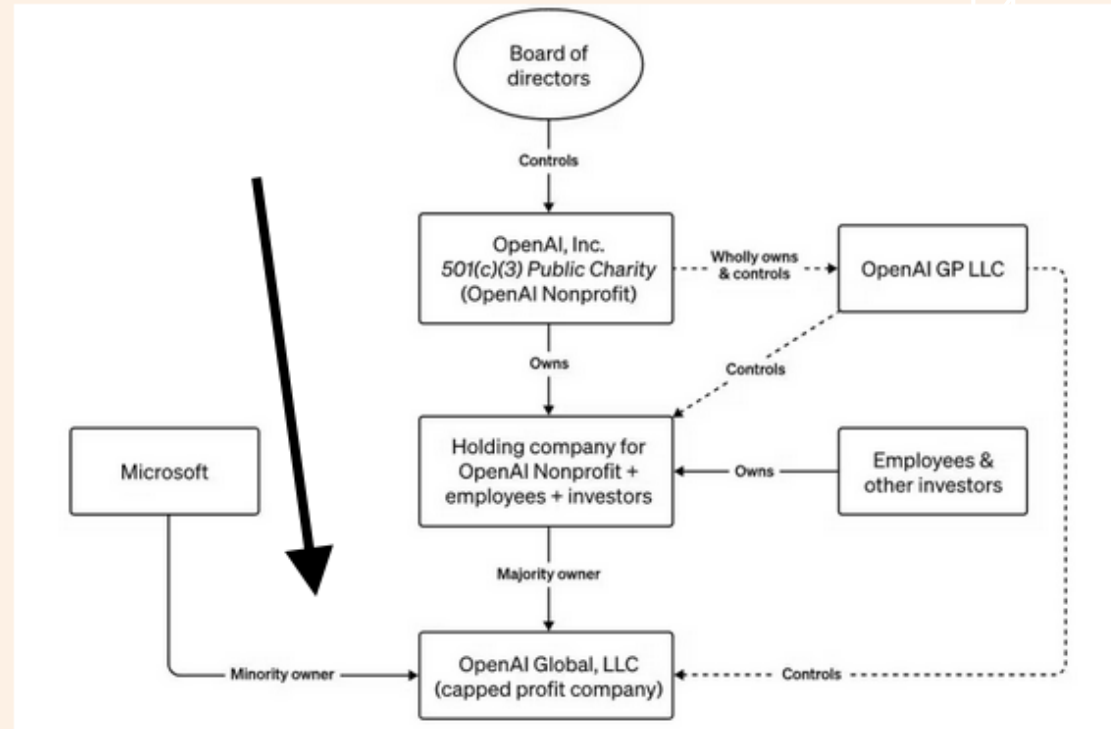 Board of
directors
Controls
OpenAI, Inc.
501(c)(3) Public Charity
(OpenAI Nonprofit)
Wholly owns
& controls
OpenAI GP LLC
Owns
Controls
Microsoft
Holding company for
OpenAI Nonprofit +
employees + investors
Owns
Employees &
other investors
Majority owner
Minority owner
OpenAI Global, LLC
(capped profit company)
Controls